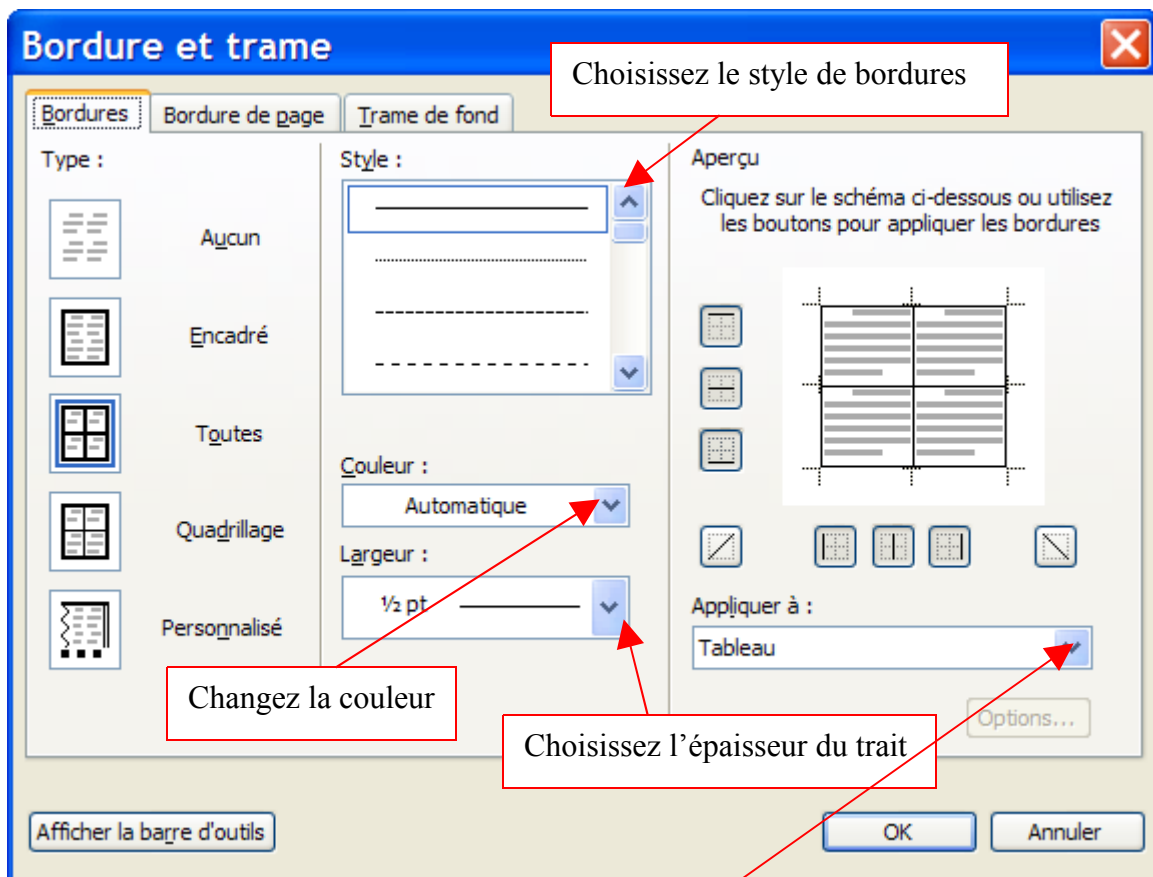 Bordure et trame
Choisissez le style de bordures
Bordures
Bordure de page
Trame de fond
Type :
Aucun
Encadré
Toutes
Quadrillage
Personnalisé
Style :
Couleur :
Automatique
Largeur :
½ pt
Changez la couleur
Choisissez l’épaisseur du trait
Aperçu
Cliquez sur le schéma ci-dessous ou utilisez
les boutons pour appliquer les bordures
Appliquer à :
Tableau
Options...
Afficher la barre d'outils
OK
Annuler